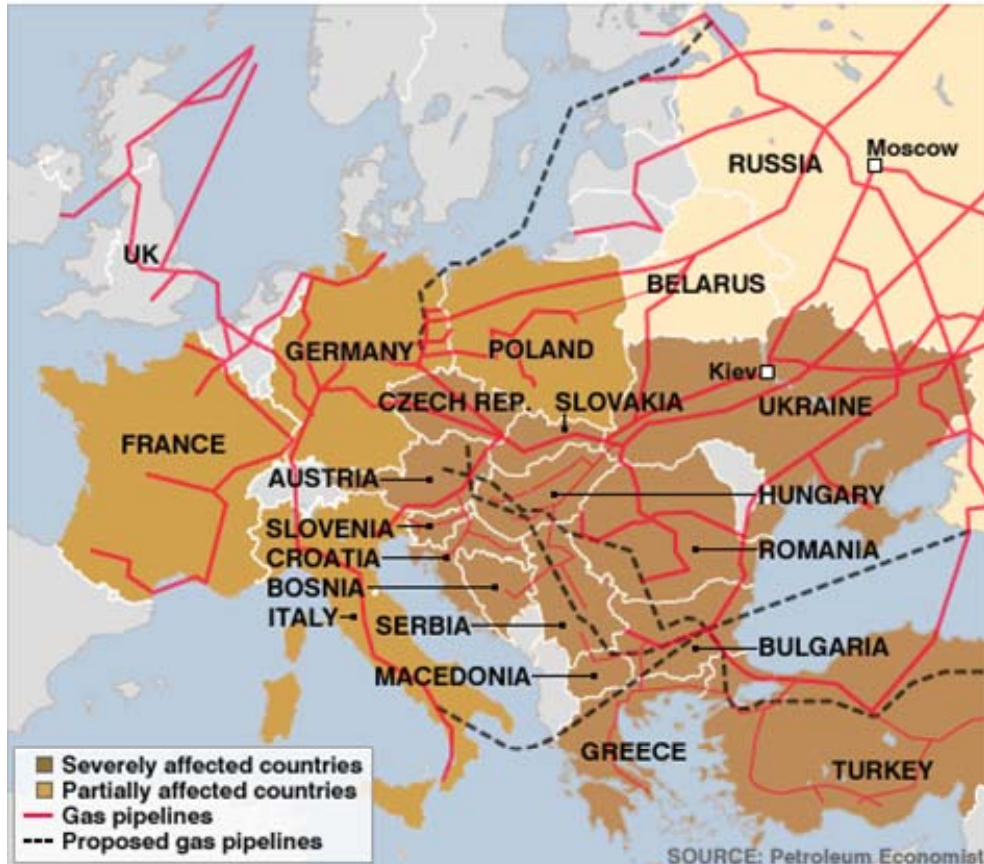 Moscow
RUSSIA
UK
BELARUS
GERMANY
POLAND
Kiev
CZECH REP.
SLOVAKIA
UKRAINE
FRANCE
AUSTRIA
HUNGARY
SLOVENIA
CROATIA
ROMANIA
BOSNIA
ITALY
SERBIA
BULGARIA
MACEDONIA
GREECE
TURKEY
Severely affected countries
Partially affected countries
Gas pipelines
Proposed gas pipelines
SOURCE: Petroleum Economist